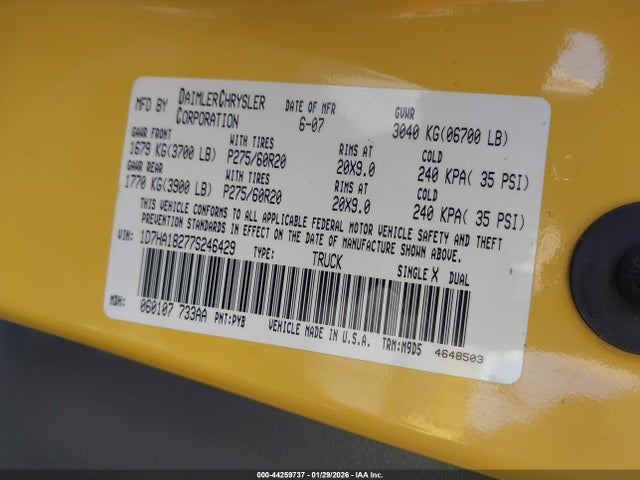 MFD BY DAIMLERCHRYSLER CORPORATION DATE OF MFR 6-07 GVWR 3040 KG(06700 LB)
GAWR FRONT WITH TIRES RIMS AT COLD
1679 KG(3700 LB) P275/60R20 20X9.0 240 KPA( 35 PSI)
GAWR REAR WITH TIRES RIMS AT COLD
1770 KG(3900 LB) P275/60R20 20X9.0 240 KPA( 35 PSI)
THIS VEHICLE CONFORMS TO ALL APPLICABLE FEDERAL MOTOR VEHICLE SAFETY AND THEFT
PREVENTION STANDARDS IN EFFECT ON THE DATE OF MANUFACTURE SHOWN ABOVE.
VIN: 1D7HA18277S246429 TYPE: TRUCK SINGLE X DUAL
MDH: 060107 733AA PNT:PYB VEHICLE MADE IN U.S.A. TRM:M9D5 4648503
000-44259737 - 01/29/2026 - IAA Inc.